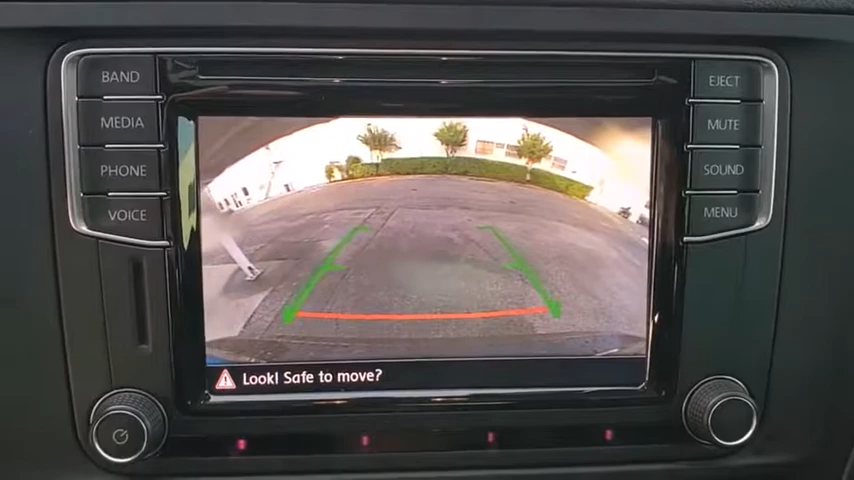 BAND
MEDIA
PHONE
VOICE
EJECT
MUTE
SOUND
MENU
Look! Safe to move?